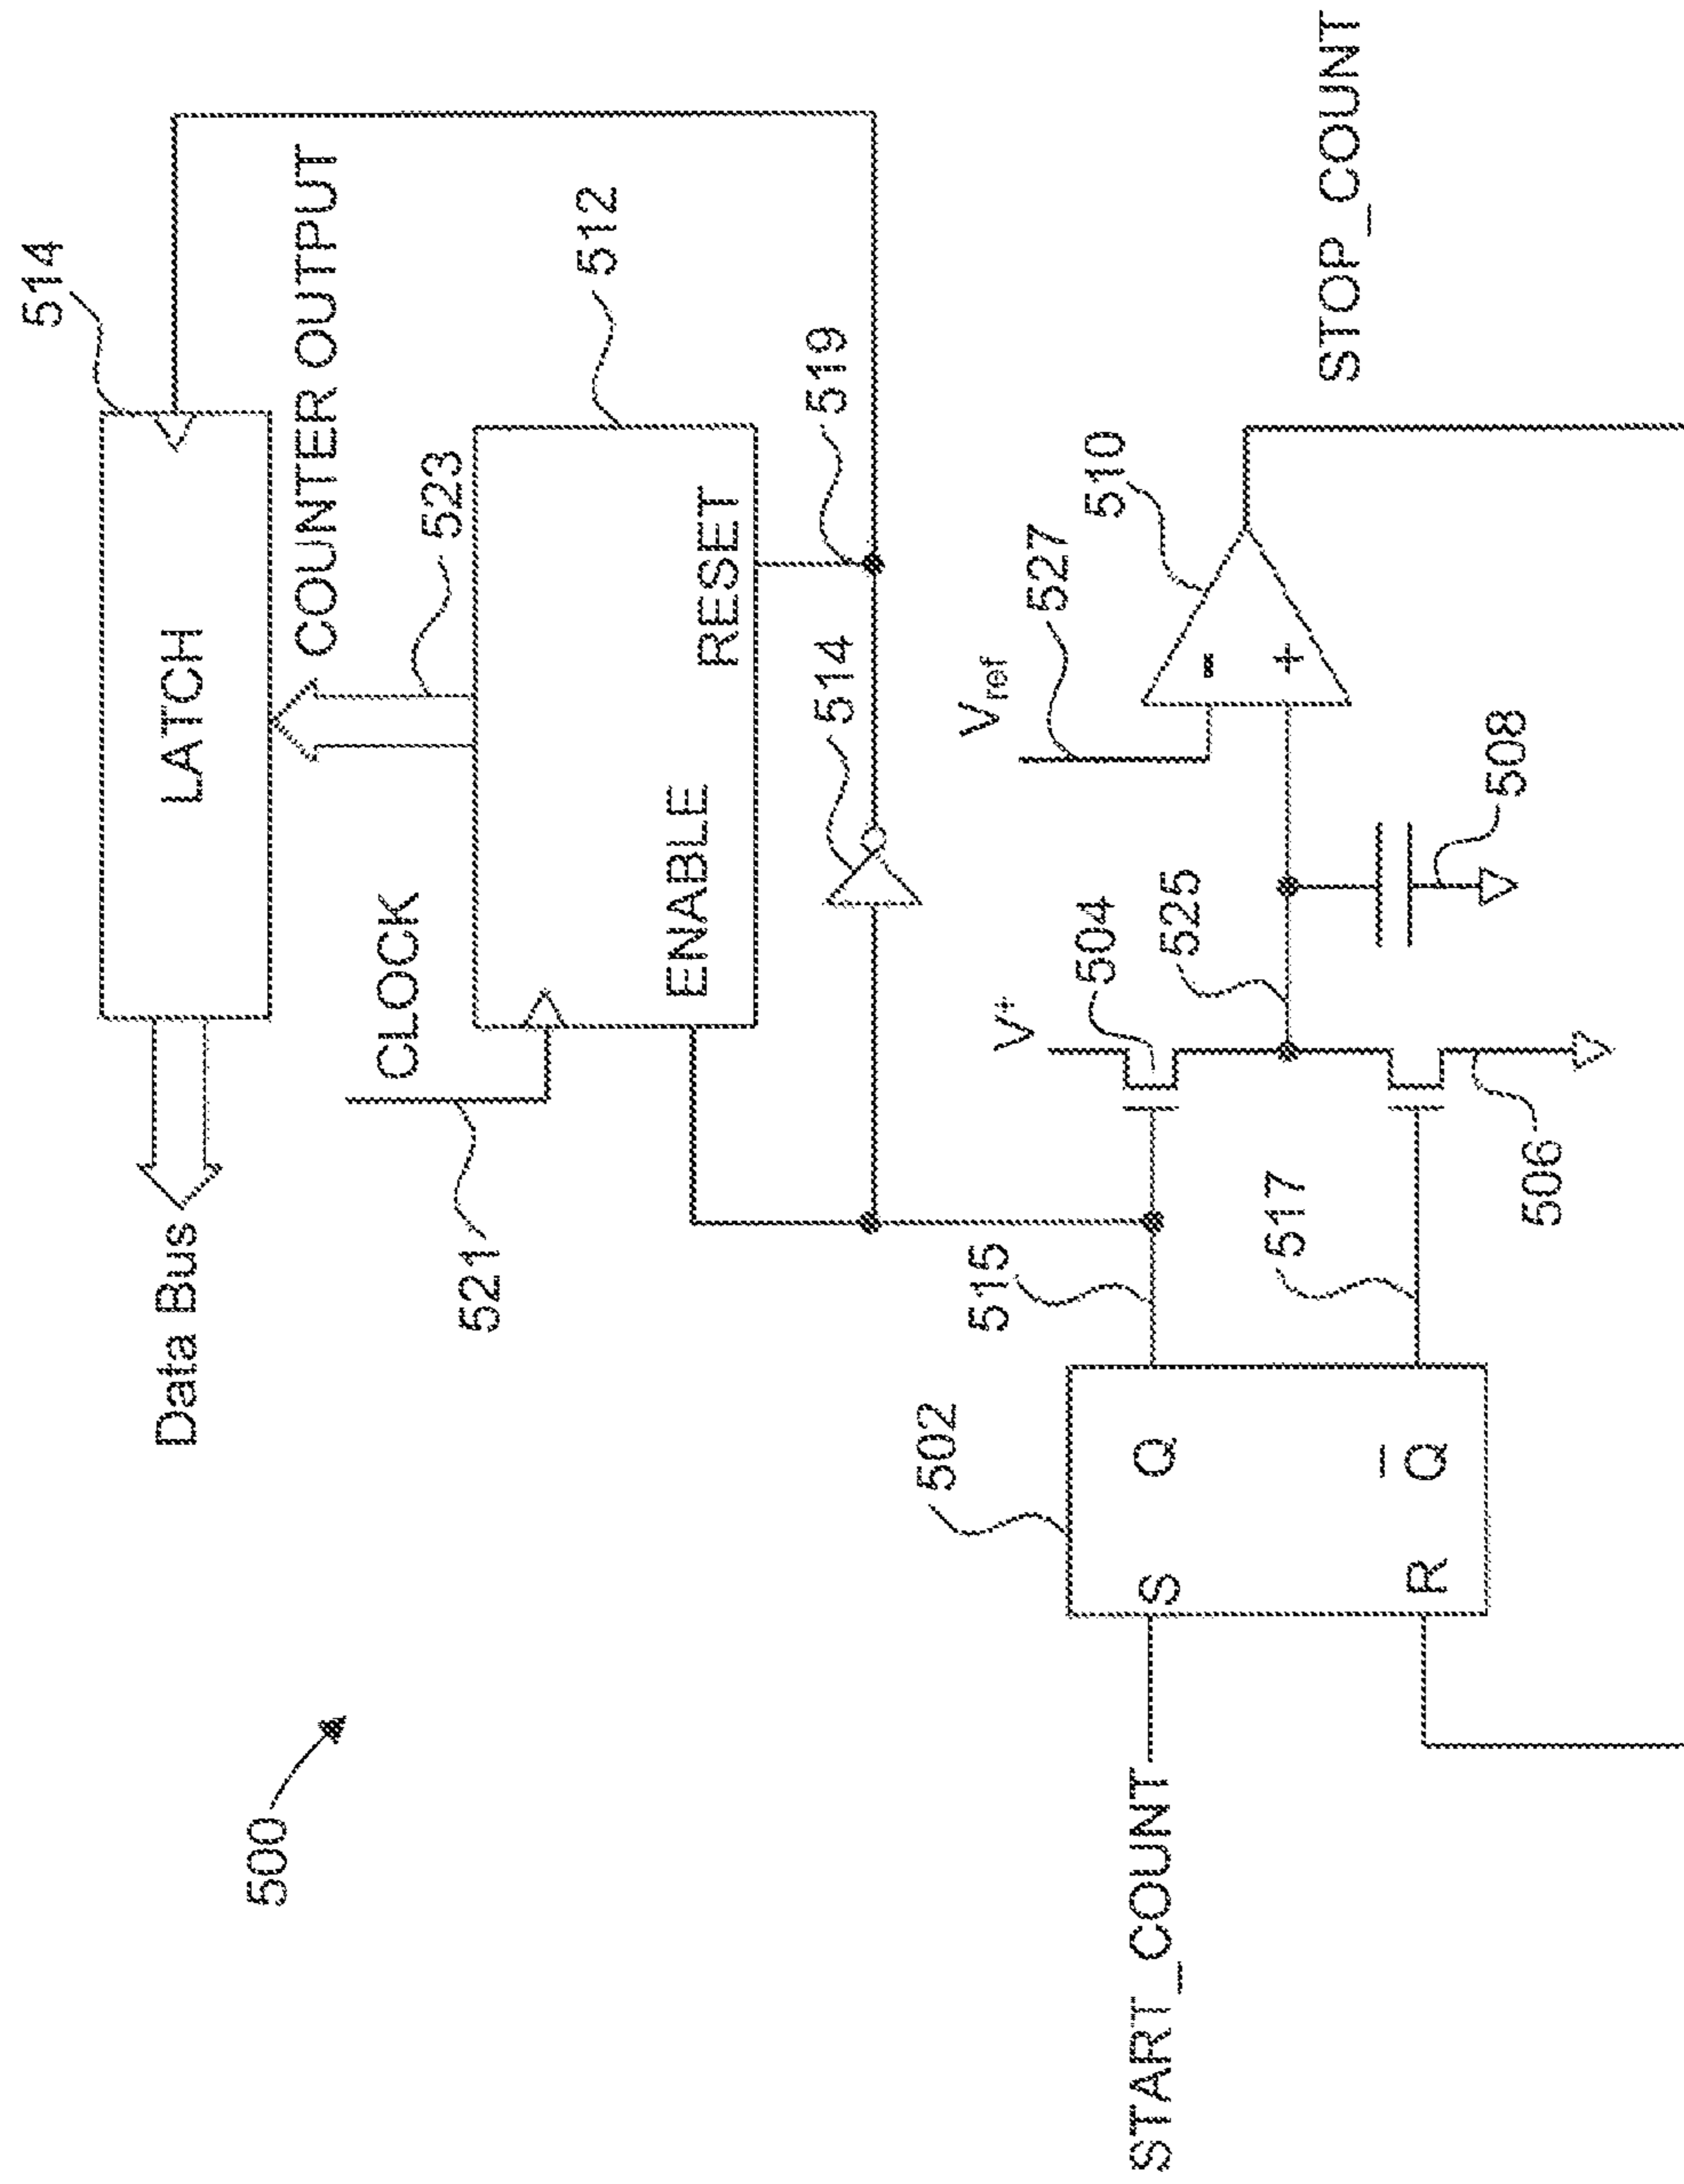 514
LATCH
Data Bus
COUNTER OUTPUT
523
CLOCK
521
512
ENABLE
RESET
519
514
500
502
S
Q
R
Q̅
515
517
V+
504
525
506
508
Vref
527
510
START_COUNT
STOP_COUNT